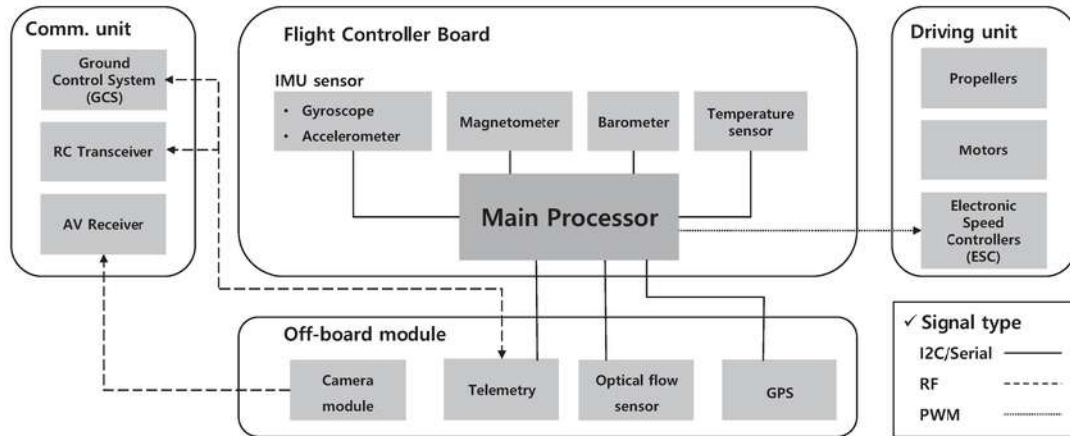 Comm. unit
Ground
Control System
(GCS)
RC Transceiver
AV Receiver
Flight Controller Board
IMU sensor
• Gyroscope
• Accelerometer
Magnetometer
Barometer
Temperature
sensor
Main Processor
Driving unit
Propellers
Motors
Electronic
Speed
Controllers
(ESC)
Off-board module
Camera
module
Telemetry
Optical flow
sensor
GPS
✓ Signal type
I2C/Serial
RF
PWM